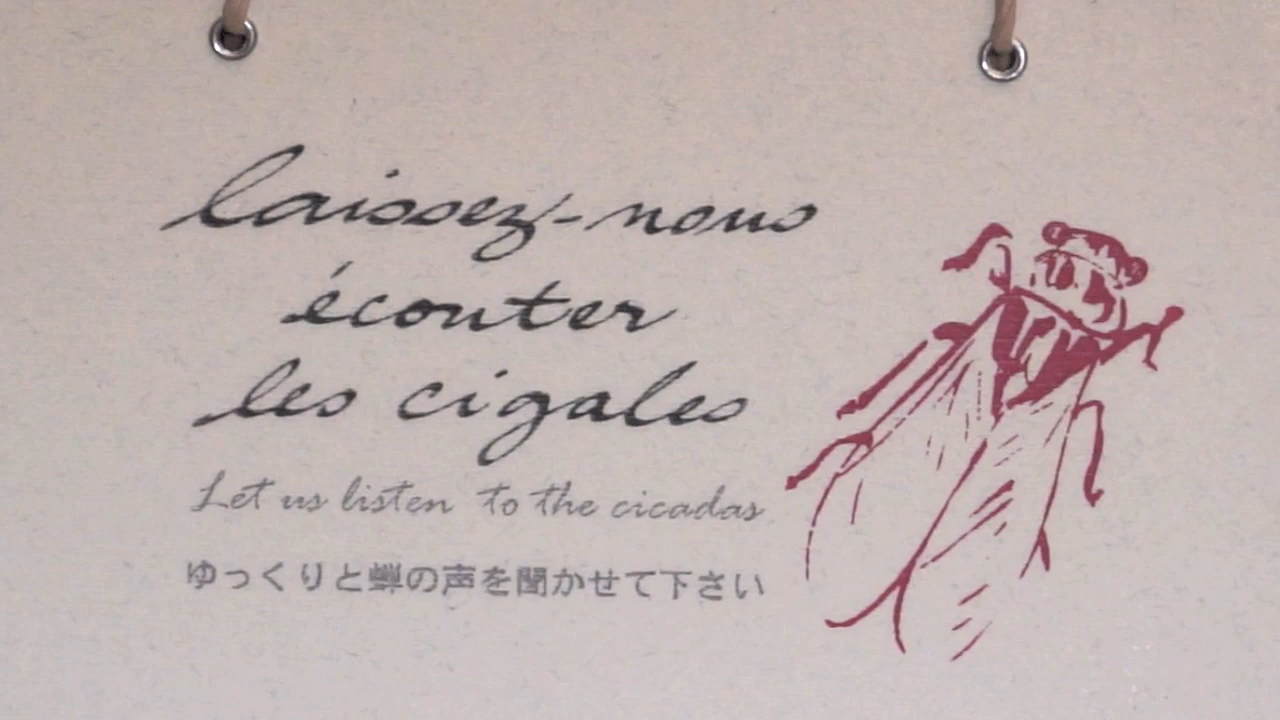 laissez-nous
écouter
les cigales
Let us listen to the cicadas
ゆっくりと蝉の声を聞かせて下さい